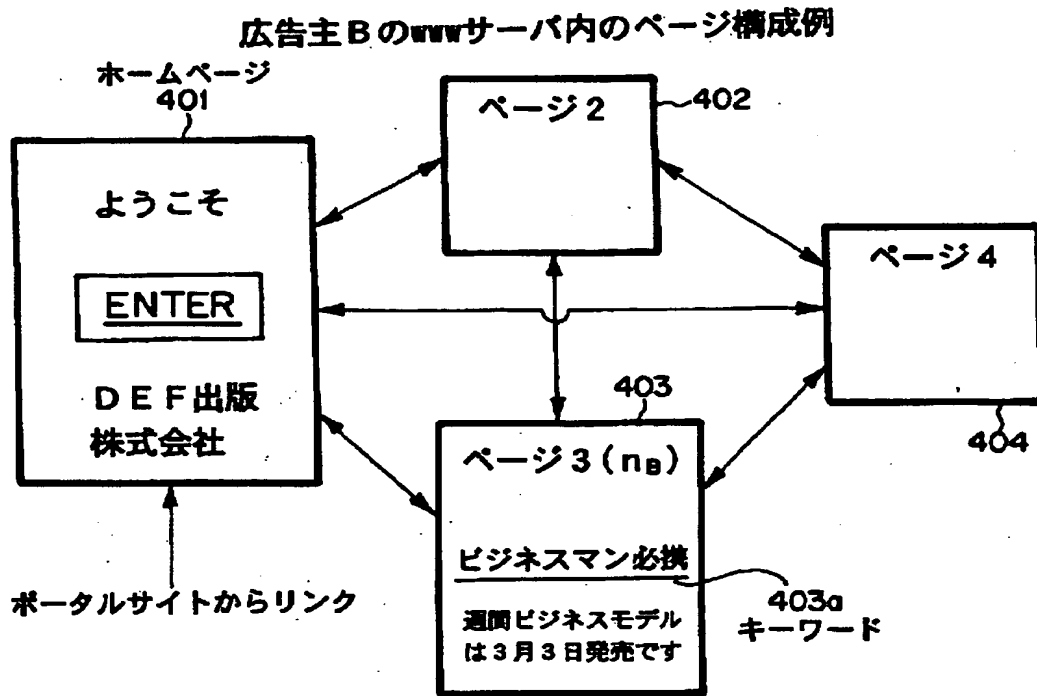 広告主Bのwwwサーバ内のページ構成例
ホームページ
401
ようこそ
ENTER
DEF出版
株式会社
ポータルサイトからリンク
ページ2
402
ページ4
404
403
ページ3(nB)
ビジネスマン必携
403a
キーワード
週間ビジネスモデル
は3月3日発売です